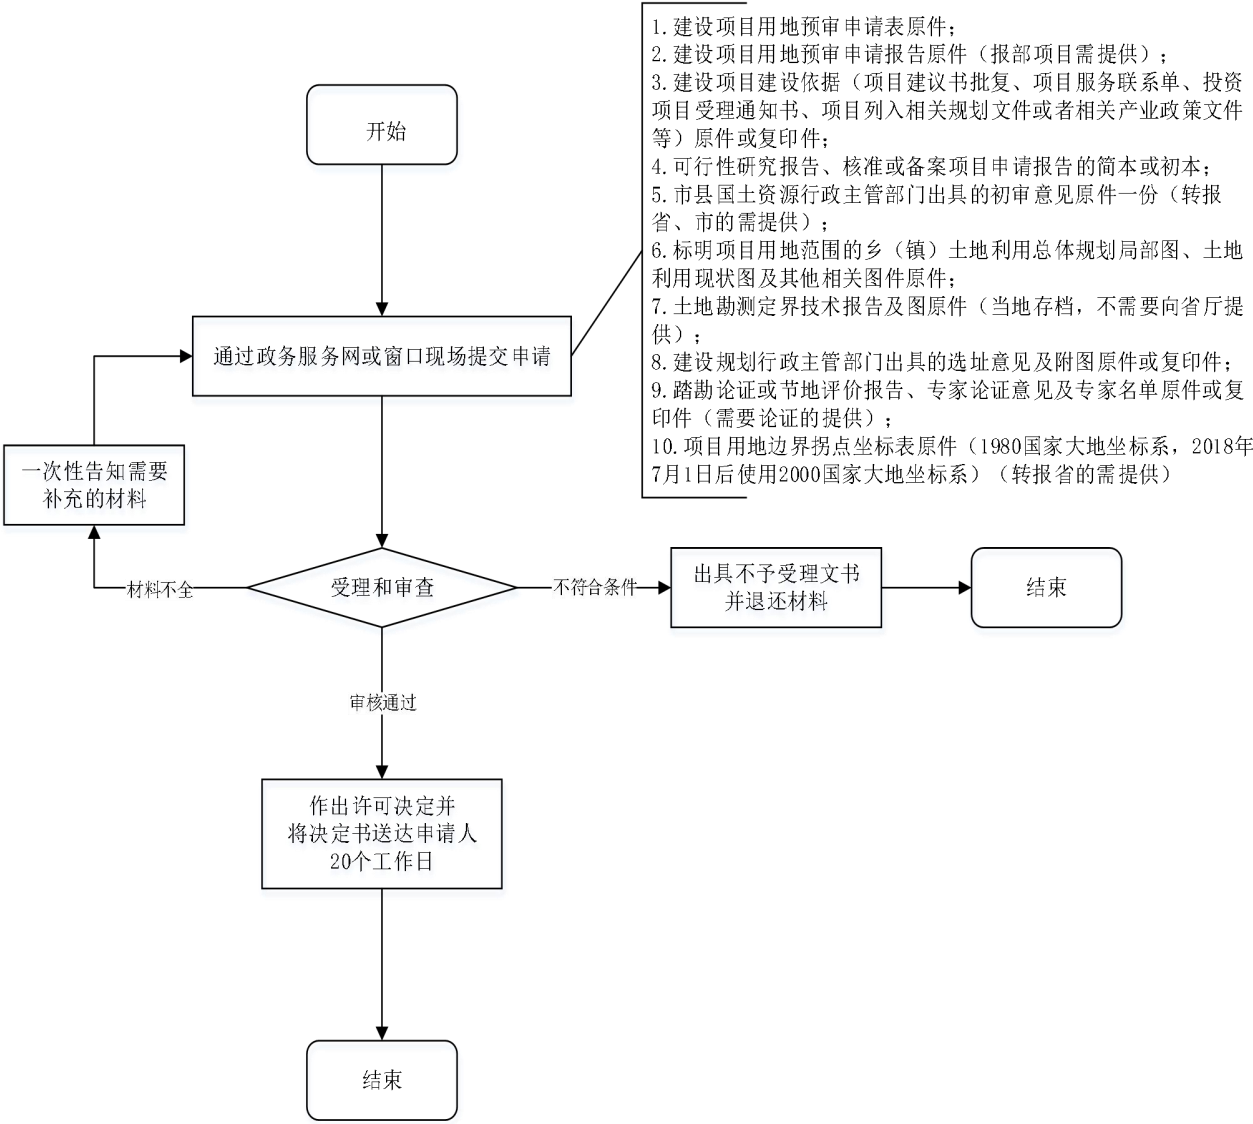 1.建设项目用地预审申请表原件；
2.建设项目用地预审申请报告原件（报部项目需提供）；
3.建设项目建设依据（项目建议书批复、项目服务联系单、投资
项目受理通知书、项目列入相关规划文件或者相关产业政策文件
等）原件或复印件；
4.可行性研究报告、核准或备案项目申请报告的简本或初本；
5.市县国土资源行政主管部门出具的初审意见原件一份（转报
省、市的需提供）；
6.标明项目用地范围的乡（镇）土地利用总体规划局部图、土地
利用现状图及其他相关图件原件；
7.土地勘测定界技术报告及图原件（当地存档，不需要向省厅提
供）；
8.建设规划行政主管部门出具的选址意见及附图原件或复印件；
9.踏勘论证或节地评价报告、专家论证意见及专家名单原件或复
印件（需要论证的提供）；
10.项目用地边界拐点坐标表原件（1980国家大地坐标系，2018年
7月1日后使用2000国家大地坐标系）（转报省的需提供）
开始
通过政务服务网或窗口现场提交申请
一次性告知需要
补充的材料
材料不全
受理和审查
不符合条件
出具不予受理文书
并退还材料
结束
审核通过
作出许可决定并
将决定书送达申请人
20个工作日
结束